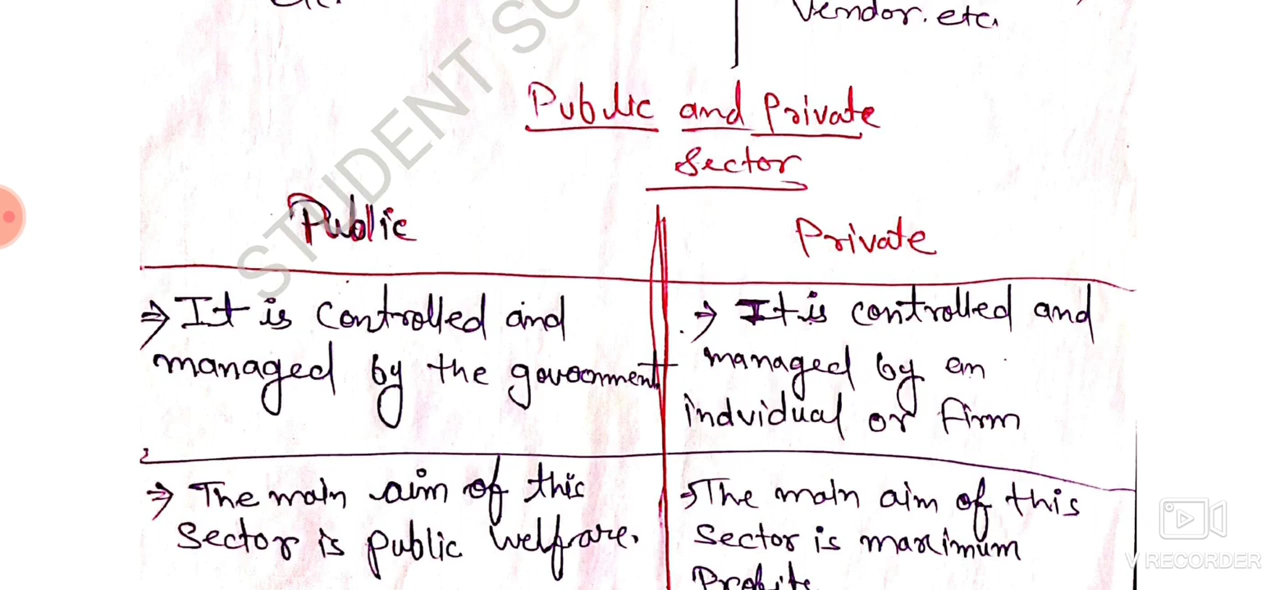 etc.
Vendor. etc.
Public and Private
Sector
Public
Private
⇒ It is controlled and
managed by the government
⇒ It is controlled and
managed by an
indvidual or firm
⇒ The main aim of this
Sector is public welfare.
⇒ The main aim of this
Sector is maximum
STUDENT
V RECORDER